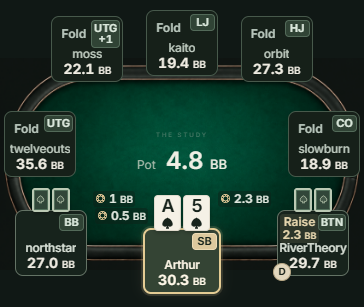 Fold UTG +1
moss
22.1 BB
Fold LJ
kaito
19.4 BB
Fold HJ
orbit
27.3 BB
Fold UTG
twelveouts
35.6 BB
THE STUDY
Pot 4.8 BB
Fold CO
slowburn
18.9 BB
BB
northstar
27.0 BB
1 BB
0.5 BB
A 5
2.3 BB
SB
Arthur
30.3 BB
Raise BTN
2.3 BB
RiverTheory
29.7 BB
D